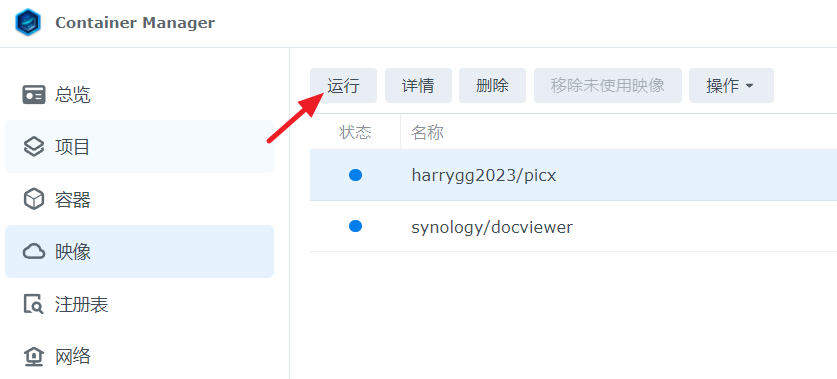 Container Manager
总览
项目
容器
映像
注册表
网络
运行 详情 删除 移除未使用映像 操作
状态 名称
harrygg2023/picx
synology/docviewer